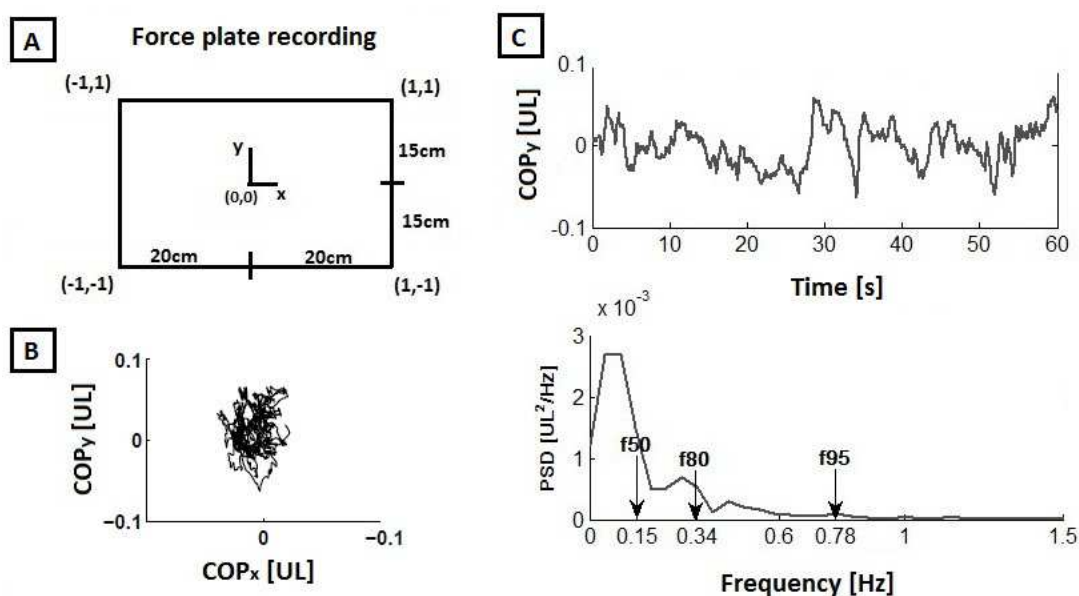 A
Force plate recording
(-1,1)
(1,1)
y
x
(0,0)
15cm
15cm
20cm
20cm
(-1,-1)
(1,-1)
B
0.1
0
−0.1
COPy [UL]
0
−0.1
COPx [UL]
C
0.1
0
-0.1
COPy [UL]
0
10
20
30
40
50
60
Time [s]
x 10⁻³
3
2
1
0
PSD [UL²/Hz]
f50
f80
f95
0
0.15
0.34
0.6
0.78
1
1.5
Frequency [Hz]